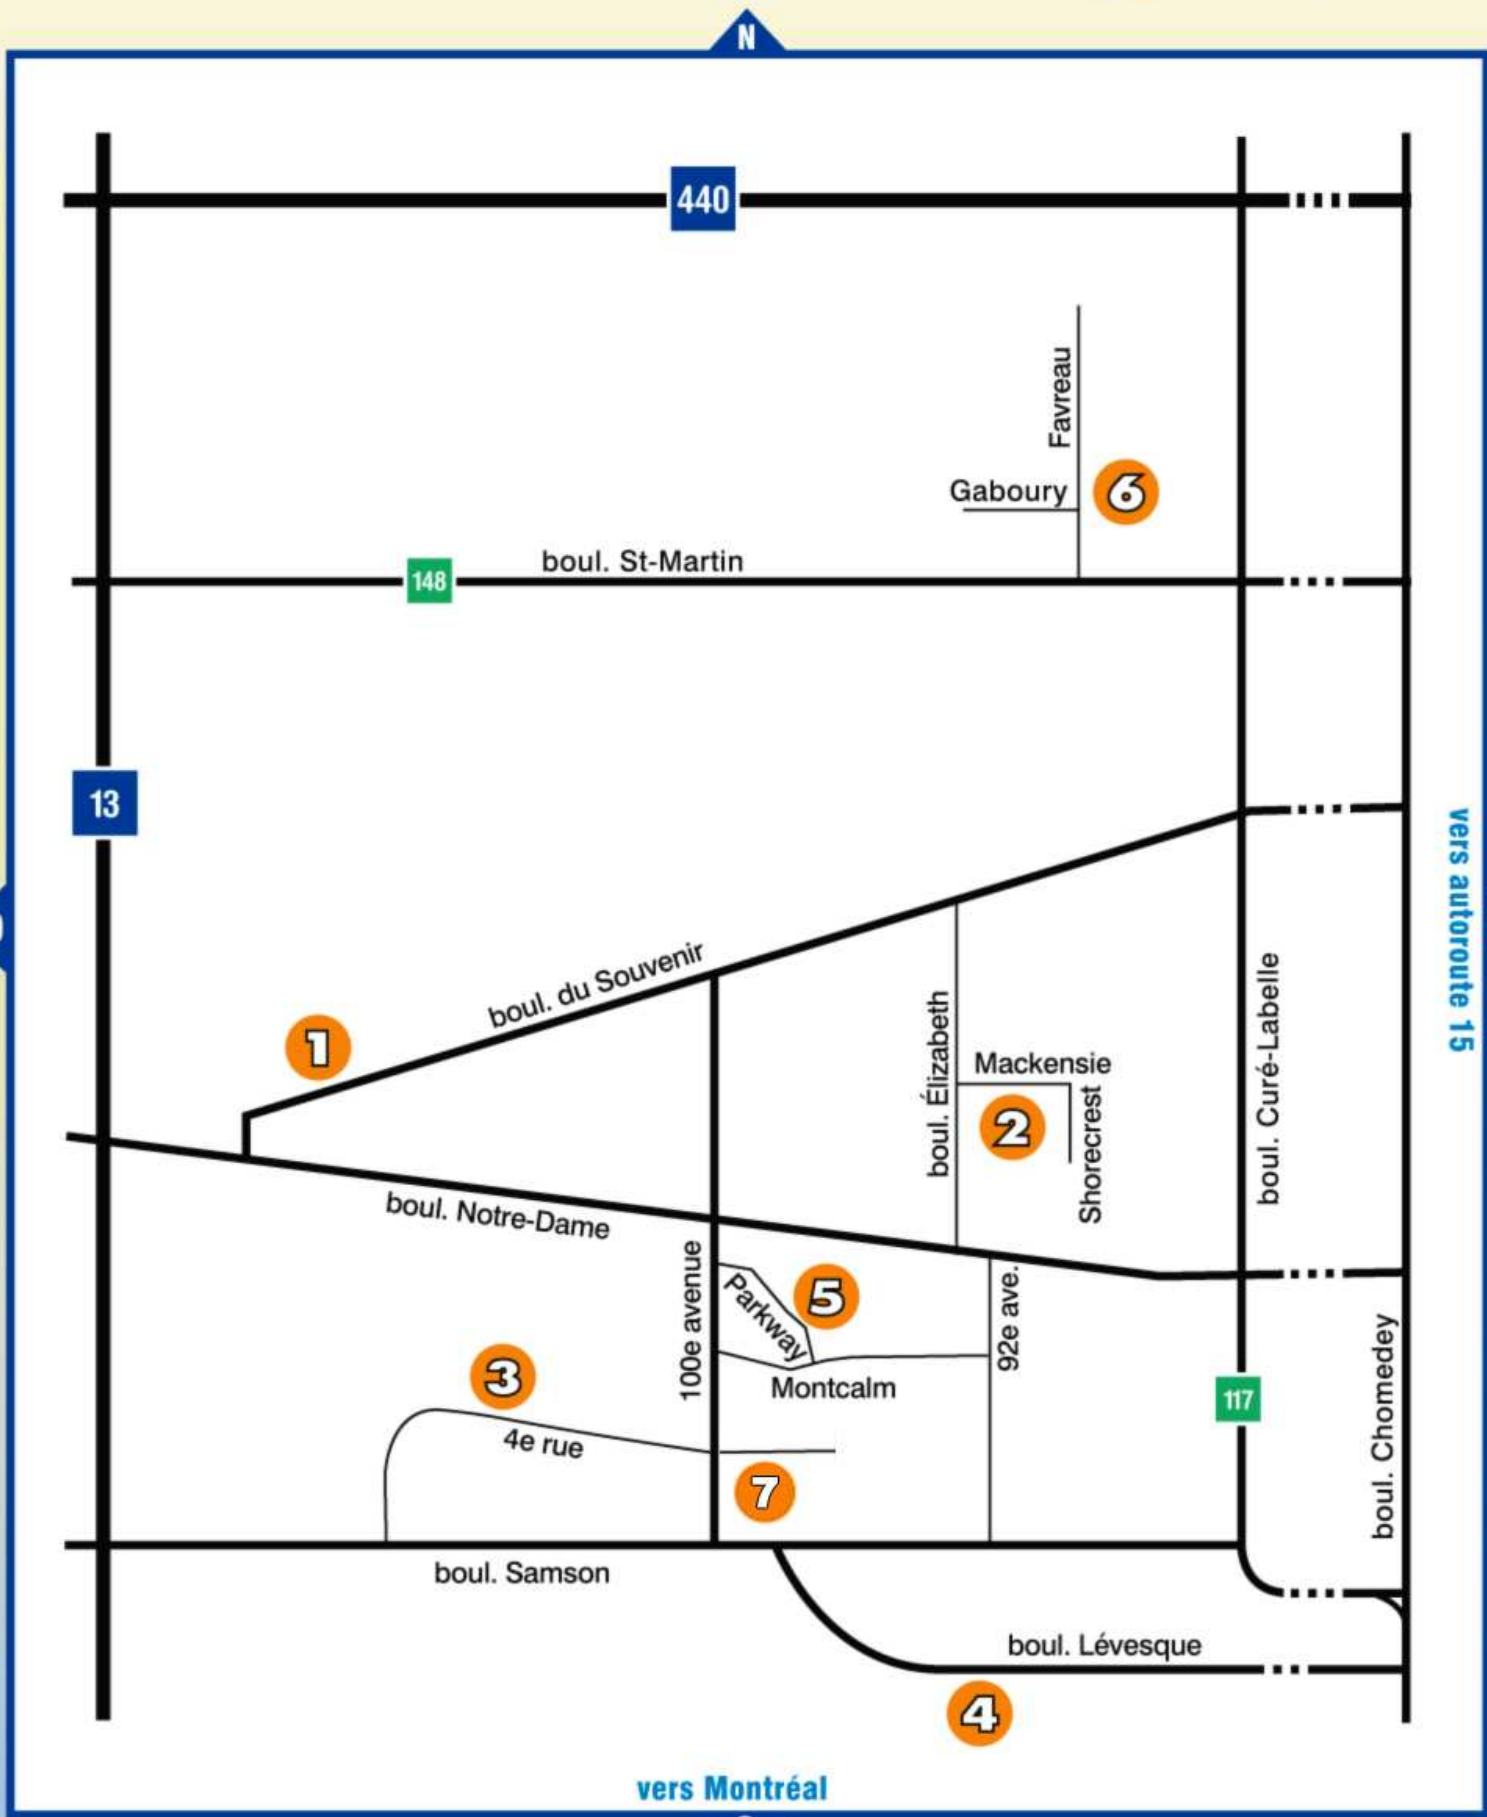 N
440
Favreau
Gaboury
6
boul. St-Martin
148
13
vers autoroute 15
boul. du Souvenir
1
boul. Élizabeth
Mackensie
2
Shorecrest
boul. Curé-Labelle
boul. Notre-Dame
100e avenue
Parkway
5
92e ave.
3
Montcalm
117
boul. Chomedey
4e rue
7
boul. Samson
boul. Lévesque
4
vers Montréal